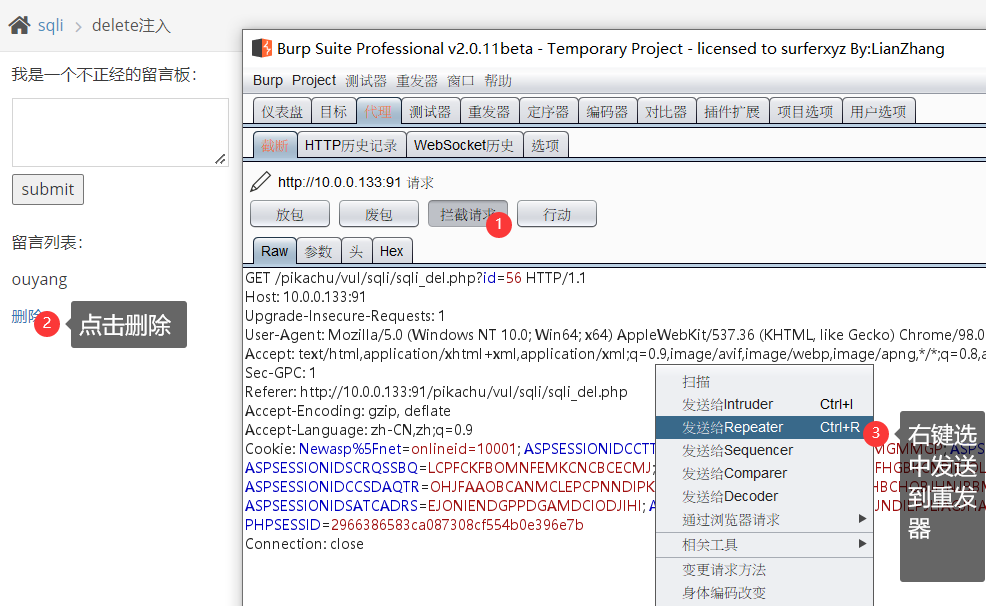 sqli > delete注入
我是一个不正经的留言板：
submit
留言列表：
ouyang
删除
2
点击删除
Burp Suite Professional v2.0.11beta - Temporary Project - licensed to surferxyz By:LianZhang
Burp Project 测试器 重发器 窗口 帮助
仪表盘 目标 代理 测试器 重发器 定序器 编码器 对比器 插件扩展 项目选项 用户选项
截断 HTTP历史记录 WebSocket历史 选项
http://10.0.0.133:91 请求
放包 废包 拦截请求 行动
1
Raw 参数 头 Hex
GET /pikachu/vul/sqli/sqli_del.php?id=56 HTTP/1.1
Host: 10.0.0.133:91
Upgrade-Insecure-Requests: 1
User-Agent: Mozilla/5.0 (Windows NT 10.0; Win64; x64) AppleWebKit/537.36 (KHTML, like Gecko) Chrome/98.0
Accept: text/html,application/xhtml+xml,application/xml;q=0.9,image/avif,image/webp,image/apng,*/*;q=0.8,a
Sec-GPC: 1
Referer: http://10.0.0.133:91/pikachu/vul/sqli/sqli_del.php
Accept-Encoding: gzip, deflate
Accept-Language: zh-CN,zh;q=0.9
Cookie: Newasp%5Fnet=onlineid=10001; ASPSESSIONIDCCTT
ASPSESSIONIDSCRQSSBQ=LCPFCKFBOMNFEMKCNCBCECMJ;
ASPSESSIONIDCCSDAQTR=OHJFAAOBCANMCLEPCPNNDIPK
ASPSESSIONIDSATCADRS=EJONIENDGPPDGAMDCIODJIHI;
PHPSESSID=2966386583ca087308cf554b0e396e7b
Connection: close
扫描
发送给Intruder Ctrl+I
发送给Repeater Ctrl+R
发送给Sequencer
发送给Comparer
发送给Decoder
通过浏览器请求
相关工具
变更请求方法
身体编码改变
3
右键选
中发送
到重发
器